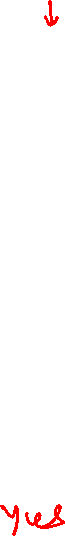 ↓
yes